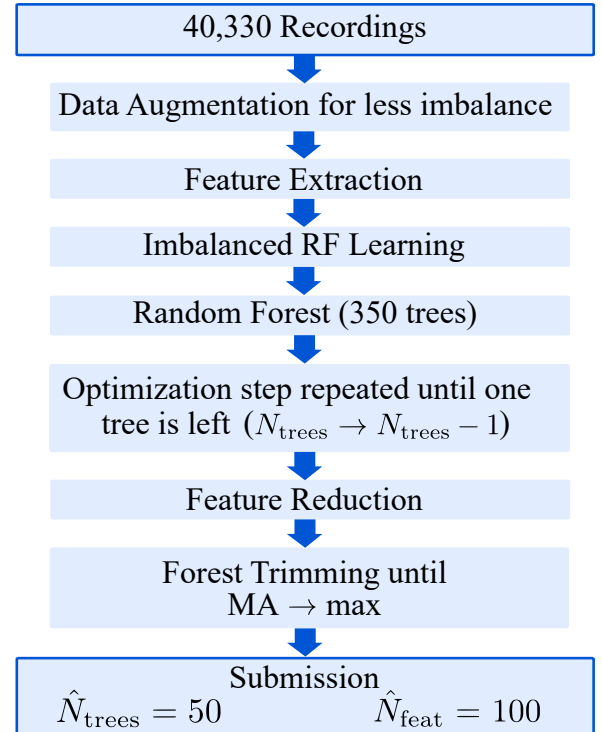 40,330 Recordings
Data Augmentation for less imbalance
Feature Extraction
Imbalanced RF Learning
Random Forest (350 trees)
Optimization step repeated until one
tree is left (N_trees → N_trees − 1)
Feature Reduction
Forest Trimming until
MA → max
Submission
N̂_trees = 50 N̂_feat = 100